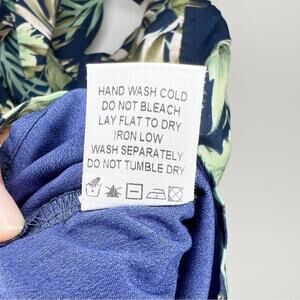 HAND WASH COLD
DO NOT BLEACH
LAY FLAT TO DRY
IRON LOW
WASH SEPARATELY
DO NOT TUMBLE DRY